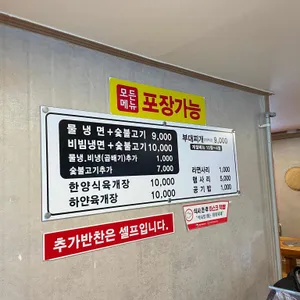 모든
메뉴
포장가능
물 냉 면 + 숯불고기 9,000
비빔냉면 + 숯불고기 10,000
물냉.비냉(곱빼기)추가 1,000
숯불고기추가 7,000
한양식육개장 10,000
하얀육개장 10,000
부대찌개 9,000
라면사리 1,000
햄 사 리 5,000
공 기 밥 1,000
추가반찬은 셀프입니다.